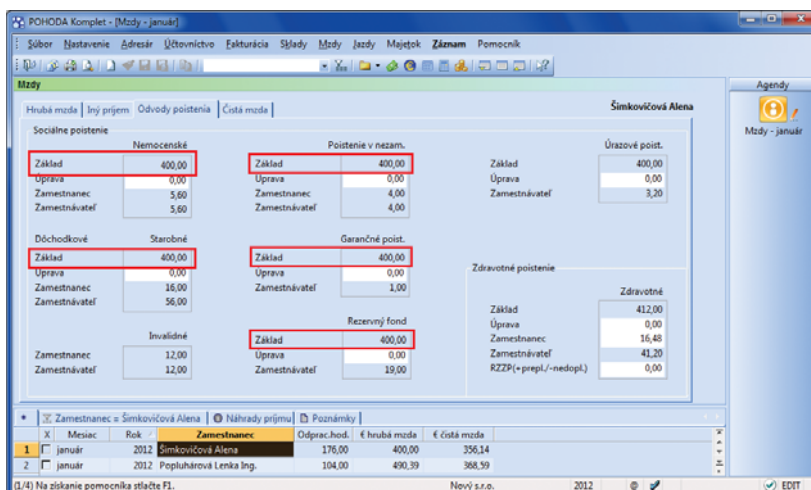 POHODA Komplet - [Mzdy - január]
Súbor Nastavenie Adresár Účtovníctvo Fakturácia Sklady Mzdy Jazdy Majetok Záznam Pomocník
Mzdy
Agendy
Hrubá mzda Iný príjem Odvody poistenia Čistá mzda
Šimkovičová Alena
Mzdy - január
Sociálne poistenie
Nemocenské Poistenie v nezam. Úrazové poist.
Základ 400,00 Základ 400,00 Základ 400,00
Úprava 0,00 Úprava 0,00 Úprava 0,00
Zamestnanec 5,60 Zamestnanec 4,00 Zamestnávateľ 3,20
Zamestnávateľ 5,60 Zamestnávateľ 4,00
Dôchodkové Starobné Garančné poist.
Základ 400,00 Základ 400,00
Úprava 0,00 Úprava 0,00
Zamestnanec 16,00 Zamestnávateľ 1,00
Zamestnávateľ 56,00
Zdravotné poistenie
Zdravotné
Základ 412,00
Úprava 0,00
Zamestnanec 16,48
Zamestnávateľ 41,20
RZZP(+prepl./-nedopl.) 0,00
Invalidné Rezervný fond
Základ 400,00
Zamestnanec 12,00 Úprava 0,00
Zamestnávateľ 12,00 Zamestnávateľ 19,00
* Zamestnanec = Šimkovičová Alena Náhrady príjmu Poznámky
X Mesiac Rok Zamestnanec Odprac.hod. € hrubá mzda € čistá mzda
1 január 2012 Šimkovičová Alena 176,00 400,00 356,14
2 január 2012 Popluhárová Lenka Ing. 104,00 490,39 368,59
(1/4) Na získanie pomocníka stlačte F1. Nový s.r.o. 2012 @ EDIT